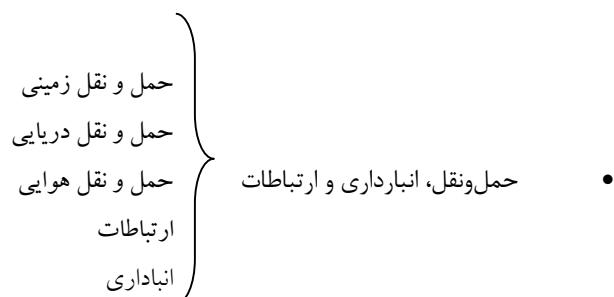 • حمل‌ونقل، انبارداری و ارتباطات
حمل و نقل زمینی
حمل و نقل دریایی
حمل و نقل هوایی
ارتباطات
انباداری